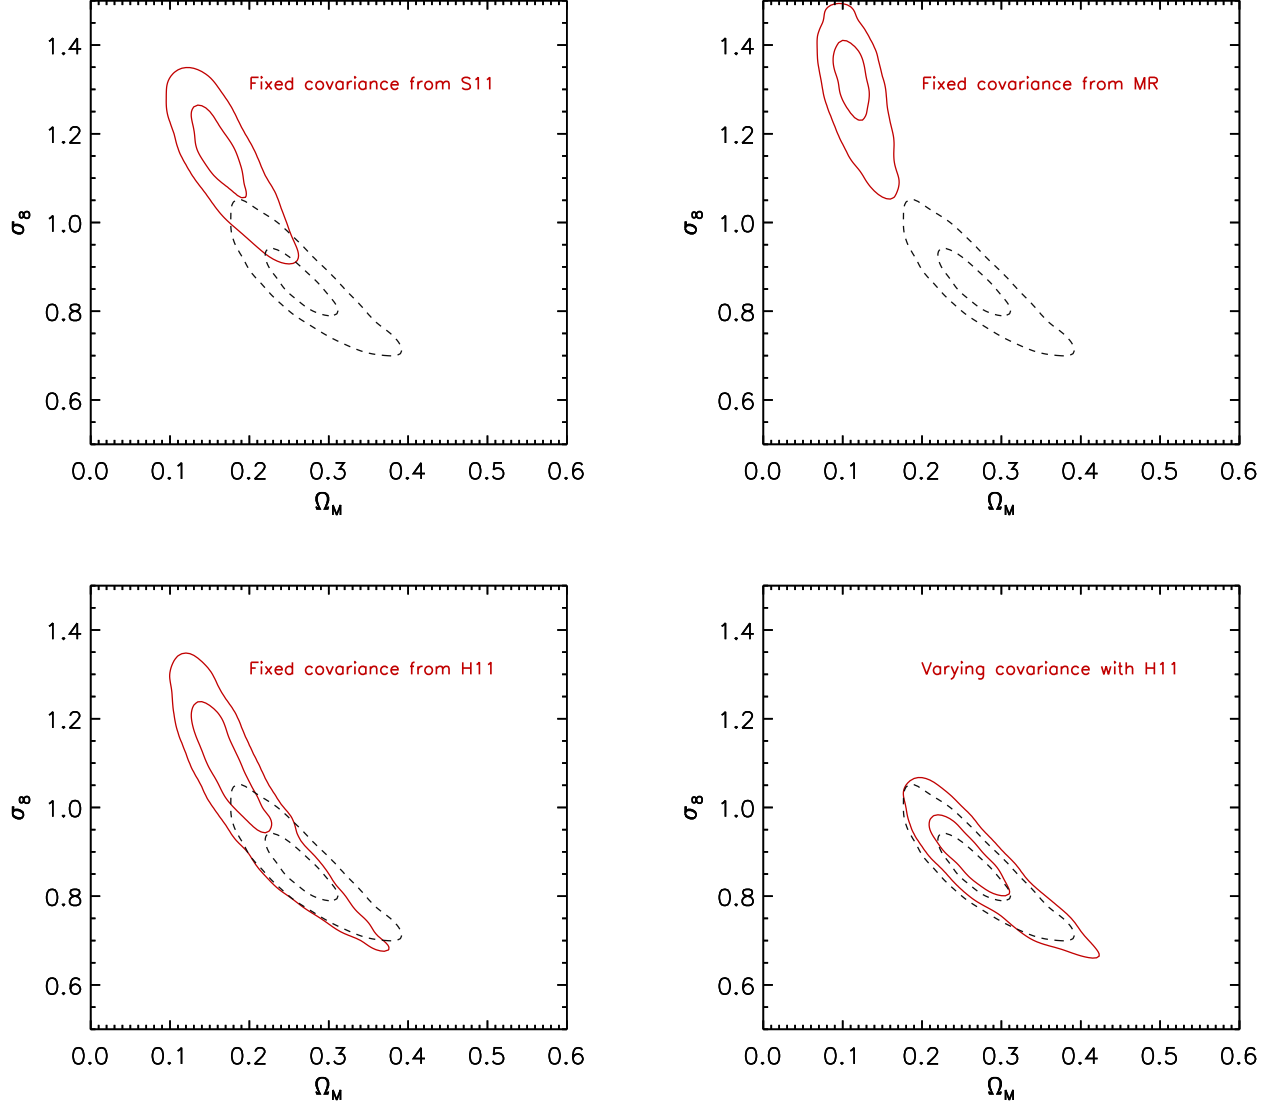 1.4
1.2
1.0
0.8
0.6
σ8
Fixed covariance from S11
0.0 0.1 0.2 0.3 0.4 0.5 0.6
ΩM
1.4
1.2
1.0
0.8
0.6
σ8
Fixed covariance from MR
0.0 0.1 0.2 0.3 0.4 0.5 0.6
ΩM
1.4
1.2
1.0
0.8
0.6
σ8
Fixed covariance from H11
0.0 0.1 0.2 0.3 0.4 0.5 0.6
ΩM
1.4
1.2
1.0
0.8
0.6
σ8
Varying covariance with H11
0.0 0.1 0.2 0.3 0.4 0.5 0.6
ΩM